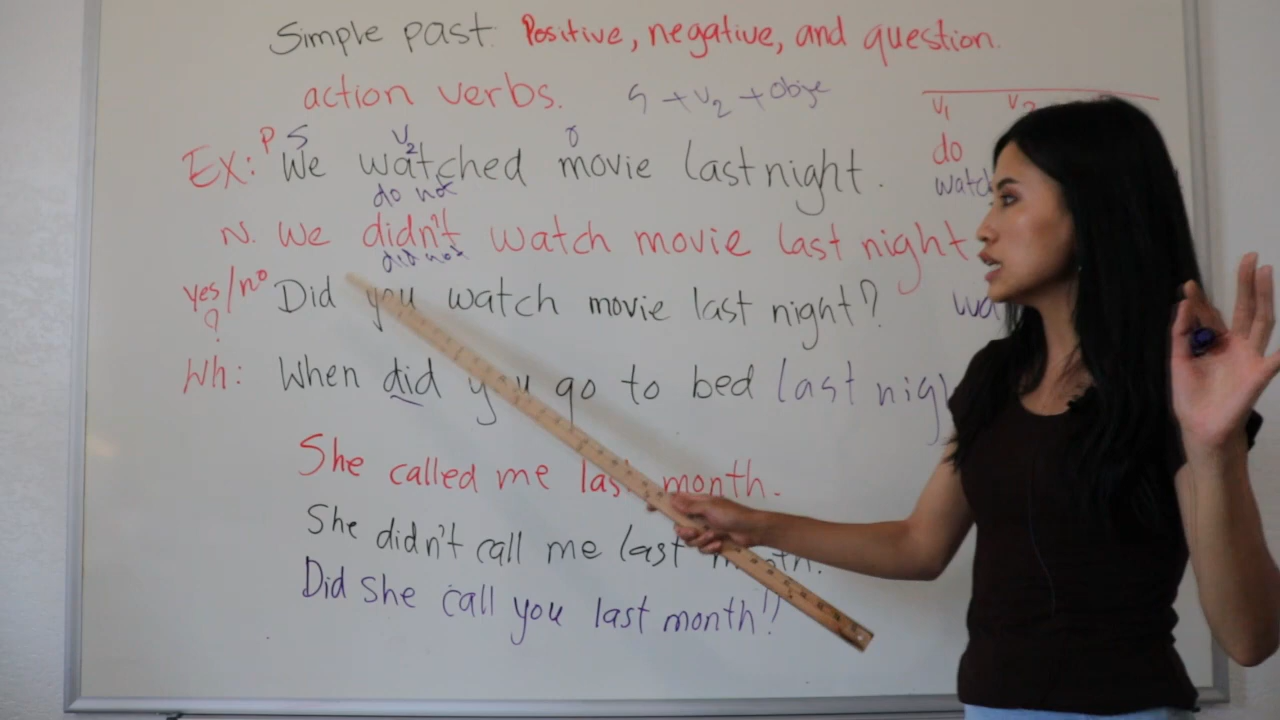 Simple past. Positive, negative, and question.
action verbs. S + V2 + Obje
V1 V2
P S V2 O
Ex: We watched movie last night.
do
watch
do not
N. We didn't watch movie last night
did not
yes/no ? Did you watch movie last night?
wa
Wh: When did you go to bed last nigh
She called me last month.
She didn't call me last month.
Did she call you last month?